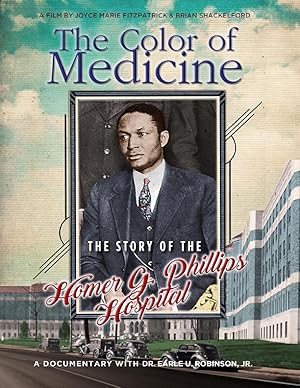 A FILM BY JOYCE MARIE FITZPATRICK & BRIAN SHACKELFORD
The Color of
Medicine
THE STORY OF THE
Homer G. Phillips
Hospital
A DOCUMENTARY WITH DR. EARLE U. ROBINSON, JR.